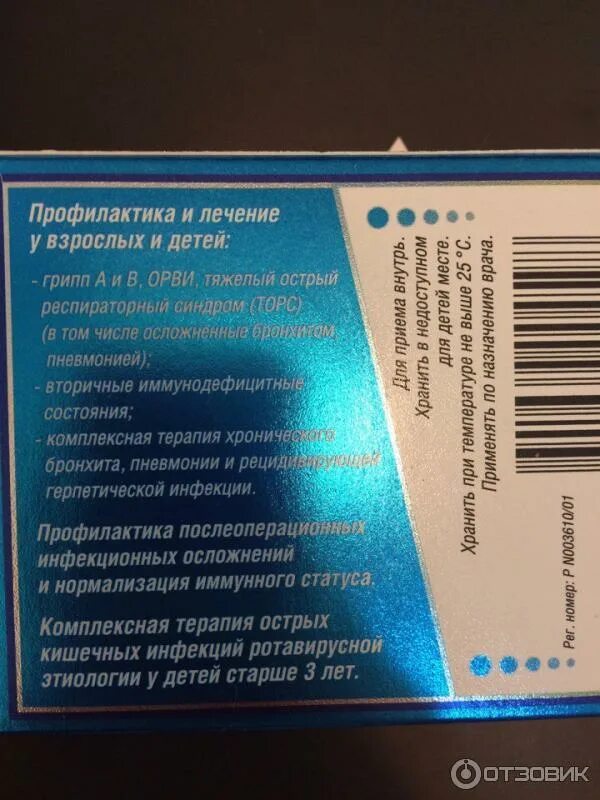 Профилактика и лечение
у взрослых и детей:
- грипп А и В, ОРВИ, тяжелый острый
респираторный синдром (ТОРС)
(в том числе осложненные бронхитом,
пневмонией);
- вторичные иммунодефицитные
состояния;
- комплексная терапия хронического
бронхита, пневмонии и рецидивирующей
герпетической инфекции.
Профилактика послеоперационных
инфекционных осложнений
и нормализация иммунного статуса.
Комплексная терапия острых
кишечных инфекций ротавирусной
этиологии у детей старше 3 лет.
Для приема внутрь.
Хранить в недоступном
для детей месте.
Хранить при температуре не выше 25 °С.
Применять по назначению врача.
Рег. номер: Р N003610/01
ОТЗОВИК